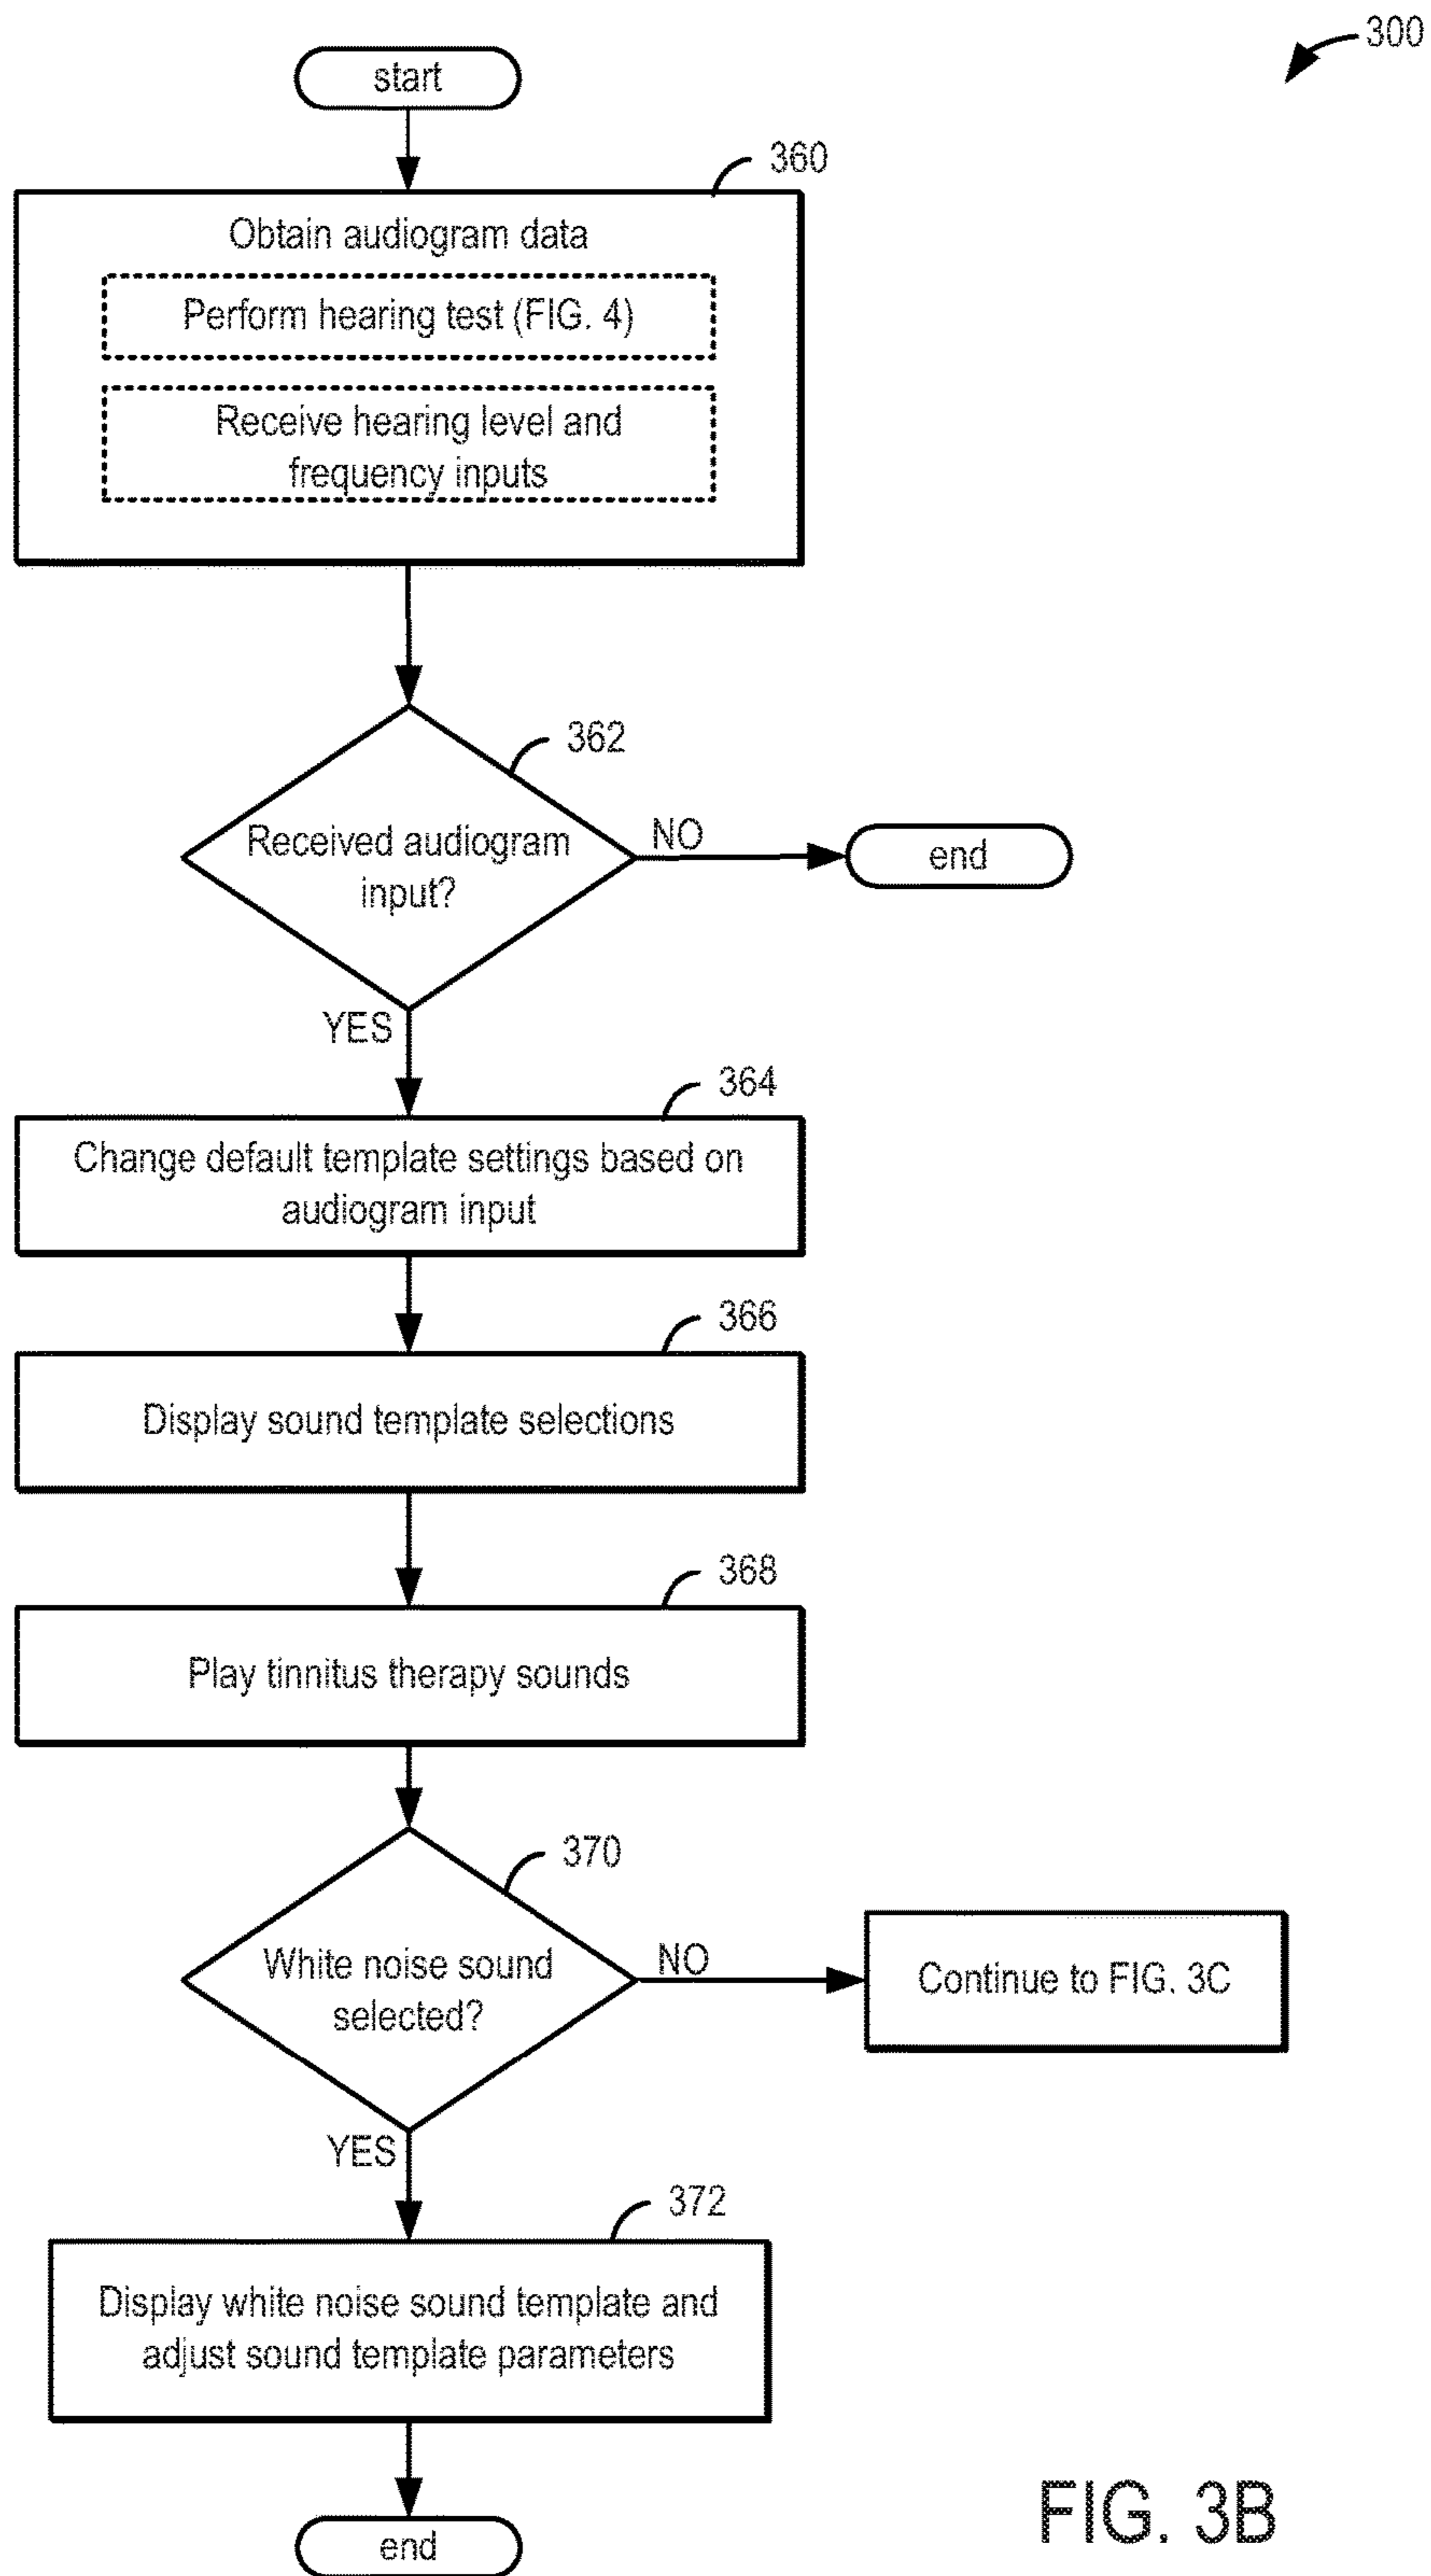 300
start
360
Obtain audiogram data
Perform hearing test (FIG. 4)
Receive hearing level and
frequency inputs
362
Received audiogram
input?
NO
end
YES
364
Change default template settings based on
audiogram input
366
Display sound template selections
368
Play tinnitus therapy sounds
370
White noise sound
selected?
NO
Continue to FIG. 3C
YES
372
Display white noise sound template and
adjust sound template parameters
end
FIG. 3B